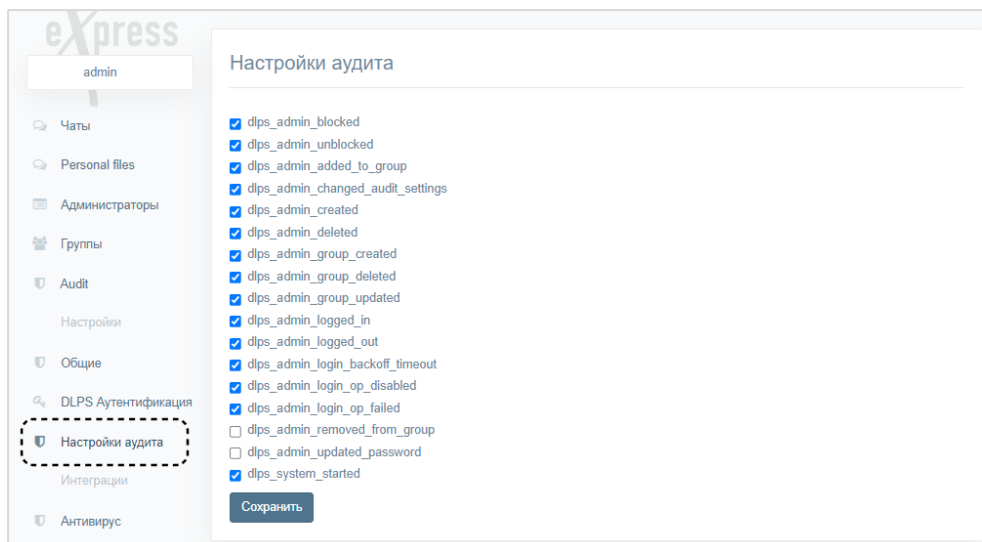 eXpress
admin
Чаты
Personal files
Администраторы
Группы
Audit
Настройки
Общие
DLPS Аутентификация
Настройки аудита
Интеграции
Антивирус
Настройки аудита
dlps_admin_blocked
dlps_admin_unblocked
dlps_admin_added_to_group
dlps_admin_changed_audit_settings
dlps_admin_created
dlps_admin_deleted
dlps_admin_group_created
dlps_admin_group_deleted
dlps_admin_group_updated
dlps_admin_logged_in
dlps_admin_logged_out
dlps_admin_login_backoff_timeout
dlps_admin_login_op_disabled
dlps_admin_login_op_failed
dlps_admin_removed_from_group
dlps_admin_updated_password
dlps_system_started
Сохранить